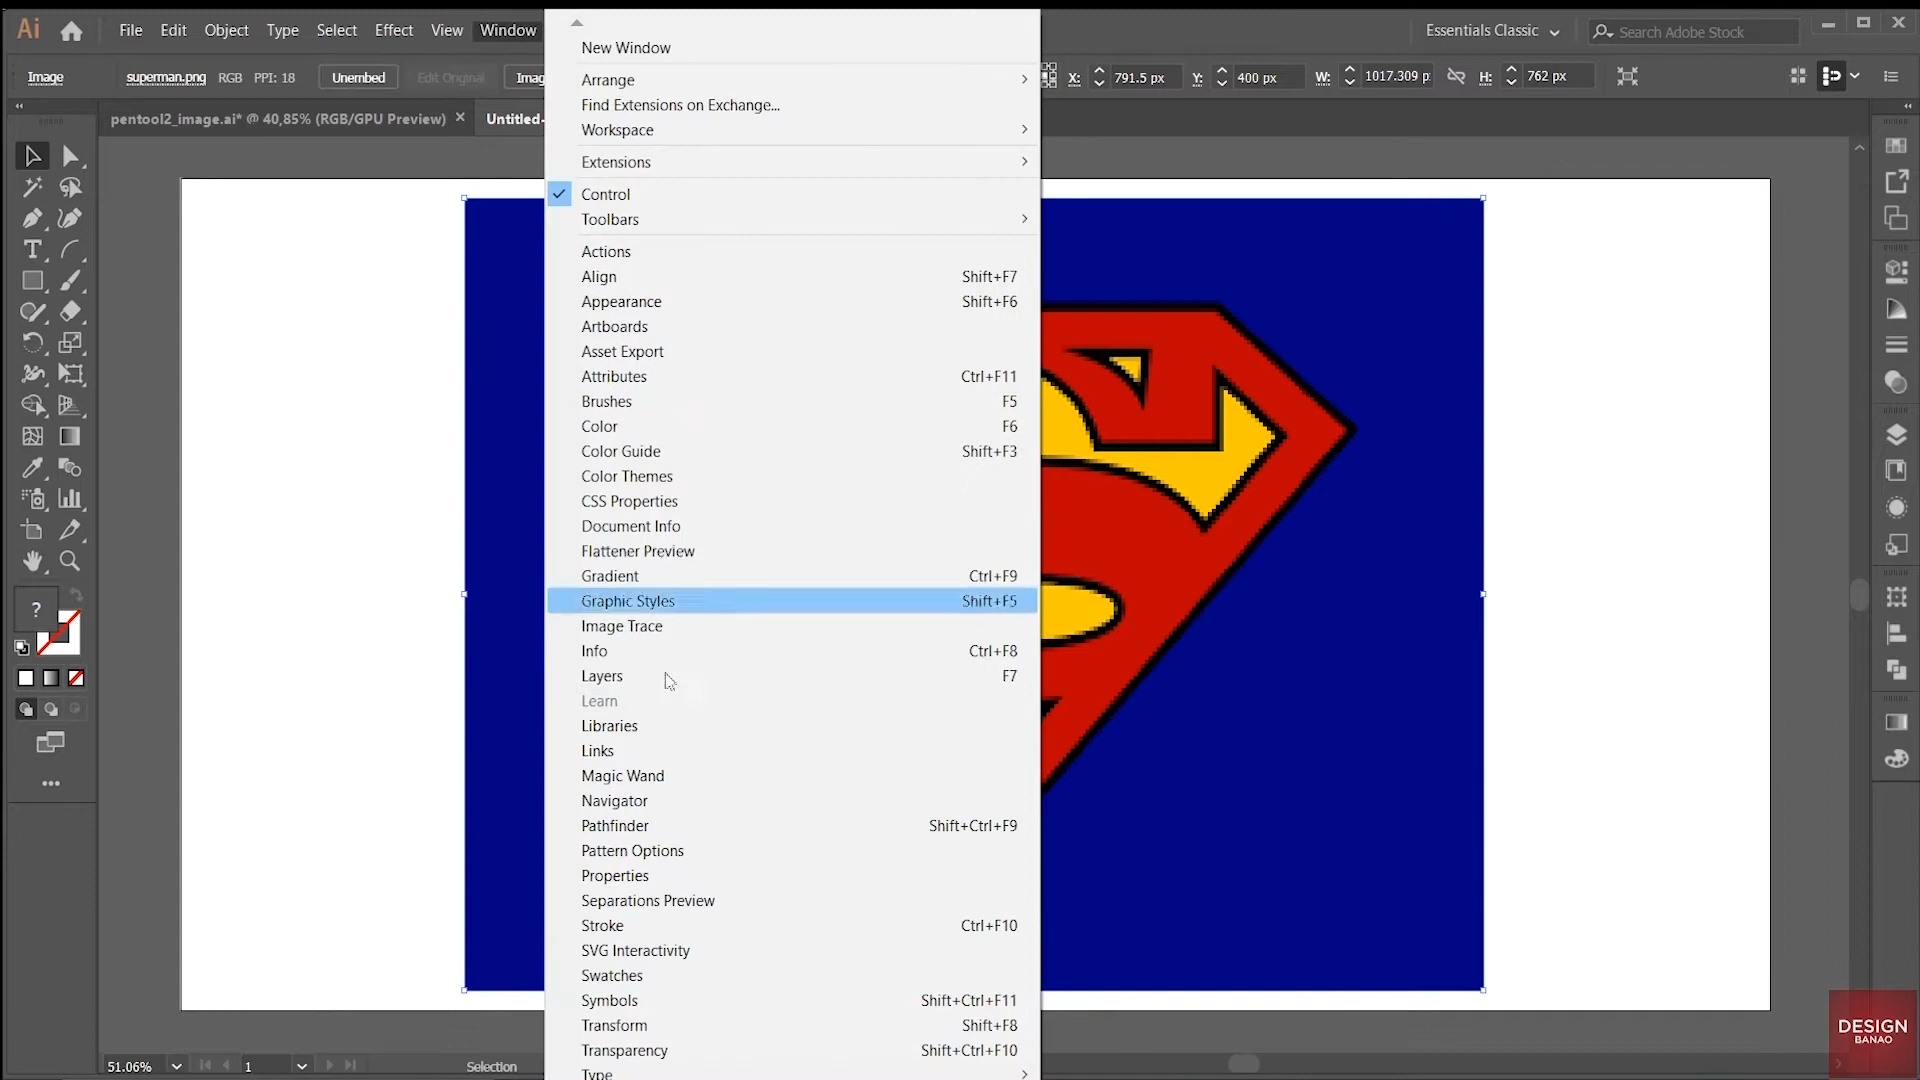 Ai File Edit Object Type Select Effect View Window Essentials Classic Search Adobe Stock
Image superman.png RGB PPI: 18 Unembed Edit Original Imag X: 791.5 px Y: 400 px W: 1017.309 p H: 762 px
pentool2_image.ai* @ 40,85% (RGB/GPU Preview) × Untitled-
New Window
Arrange
Find Extensions on Exchange...
Workspace
Extensions
Control
Toolbars
Actions
Align Shift+F7
Appearance Shift+F6
Artboards
Asset Export
Attributes Ctrl+F11
Brushes F5
Color F6
Color Guide Shift+F3
Color Themes
CSS Properties
Document Info
Flattener Preview
Gradient Ctrl+F9
Graphic Styles Shift+F5
Image Trace
Info Ctrl+F8
Layers F7
Learn
Libraries
Links
Magic Wand
Navigator
Pathfinder Shift+Ctrl+F9
Pattern Options
Properties
Separations Preview
Stroke Ctrl+F10
SVG Interactivity
Swatches
Symbols Shift+Ctrl+F11
Transform Shift+F8
Transparency Shift+Ctrl+F10
Type
?
51.06% 1 Selection
DESIGN
BANAO